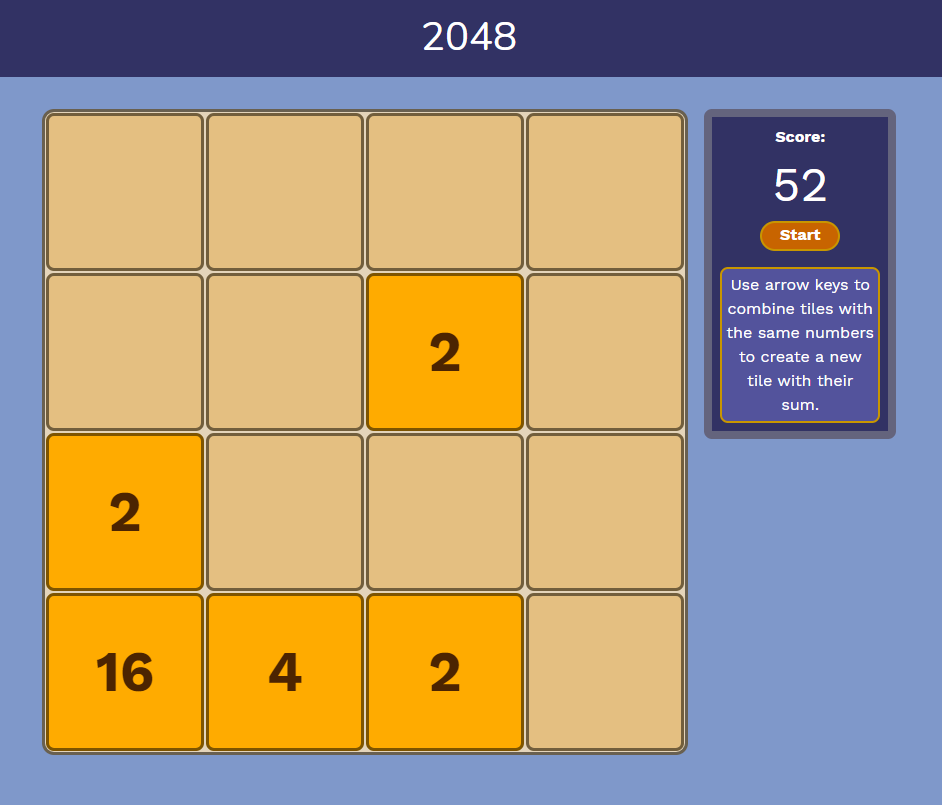 2048
Score:
52
Start
Use arrow keys to
combine tiles with
the same numbers
to create a new
tile with their
sum.
2
2
16 4 2